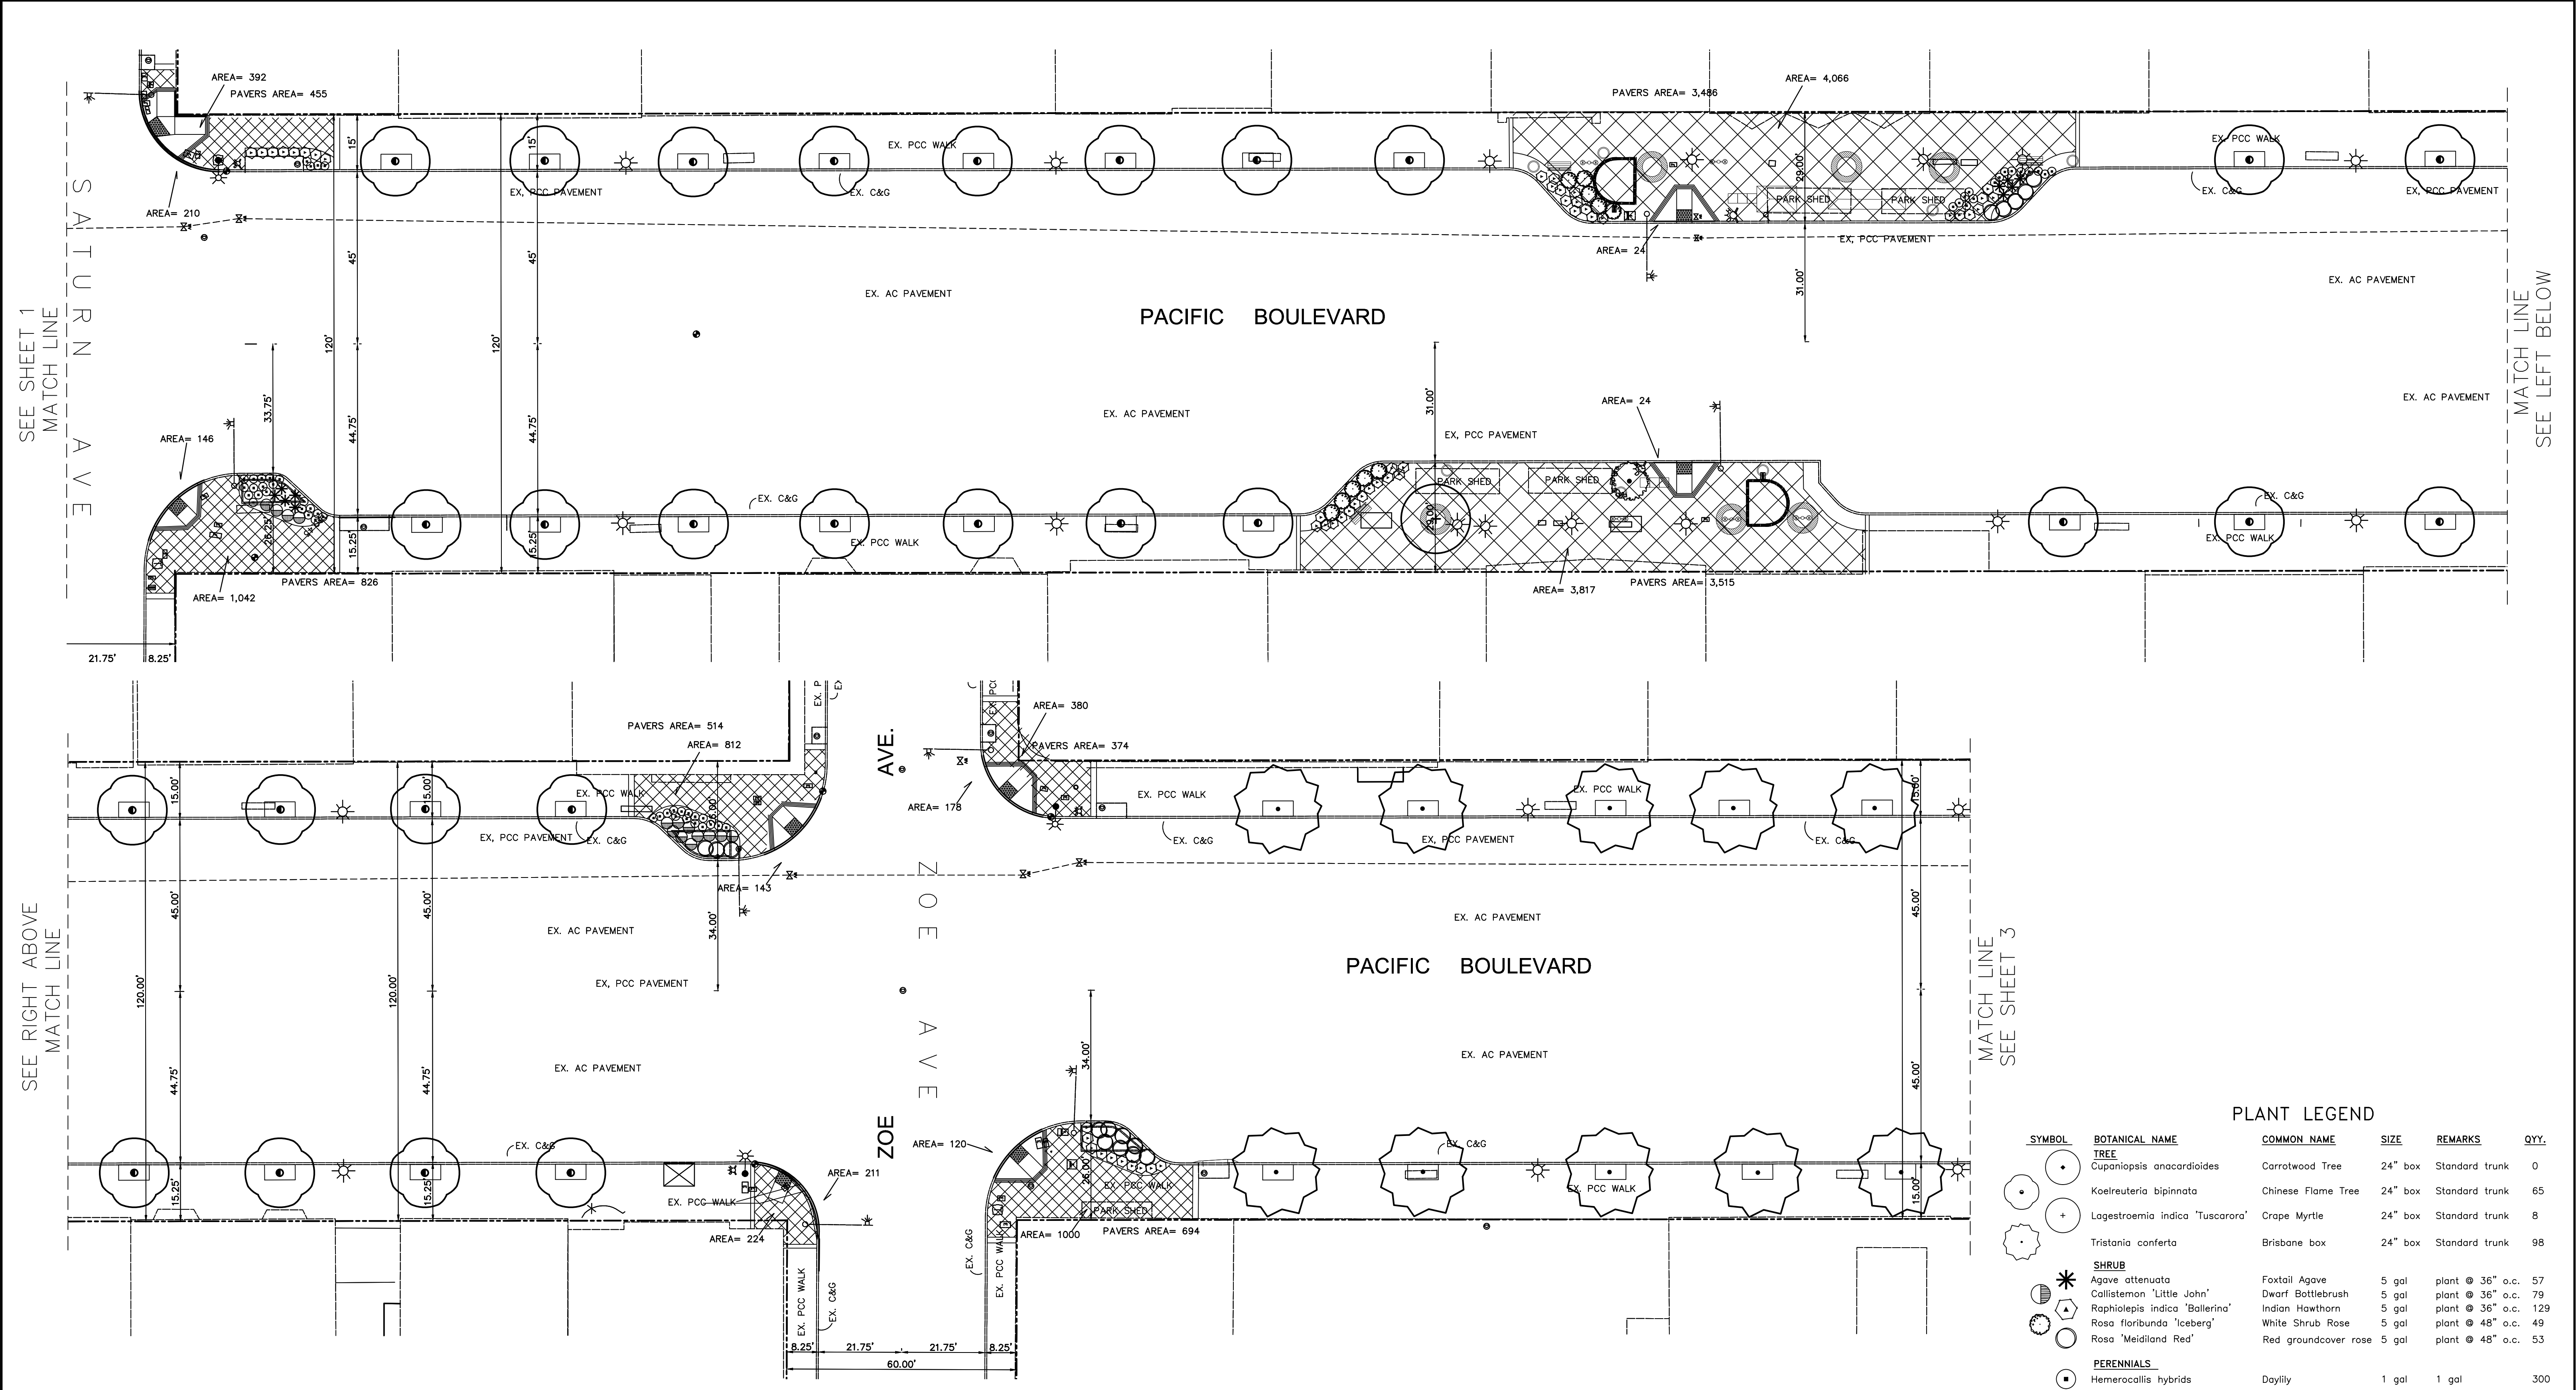 AREA= 392
PAVERS AREA= 455
AREA= 4,066
PAVERS AREA= 3,486
15'
15'
EX. PCC WALK
29.00'
EX. PCC WALK
EX, PCC PAVEMENT
EX. C&G
PARK SHED
PARK SHED
EX. C&G
EX, PCC PAVEMENT
AREA= 210
AREA= 24
EX, PCC PAVEMENT
SATURN AVE
45'
45'
31.00'
EX. AC PAVEMENT
EX. AC PAVEMENT
PACIFIC BOULEVARD
SEE SHEET 1
MATCH LINE
120'
120'
MATCH LINE
SEE LEFT BELOW
33.75'
44.75'
44.75'
31.00'
EX. AC PAVEMENT
AREA= 24
EX. AC PAVEMENT
AREA= 146
EX, PCC PAVEMENT
PARK SHED
PARK SHED
EX. C&G
EX. C&G
26.25'
15.25'
15.25'
29.00'
EX. PCC WALK
EX. PCC WALK
PAVERS AREA= 826
AREA= 1,042
PAVERS AREA= 3,515
AREA= 3,817
21.75'
8.25'
EX. P
PAVERS AREA= 514
AREA= 812
AREA= 380
PAVERS AREA= 374
AVE.
15.00'
15.00'
EX. PCC WALK
EX. PCC WALK
EX. PCC WALK
15.00'
AREA= 178
EX, PCC PAVEMENT
EX. C&G
EX. C&G
EX, PCC PAVEMENT
EX. C&G
AREA= 143
ZOE AVE
45.00'
45.00'
34.00'
45.00'
EX. AC PAVEMENT
EX. AC PAVEMENT
PACIFIC BOULEVARD
SEE RIGHT ABOVE
MATCH LINE
120.00'
120.00'
EX, PCC PAVEMENT
MATCH LINE
SEE SHEET 3
44.75'
44.75'
34.00'
45.00'
EX. AC PAVEMENT
EX. AC PAVEMENT
ZOE
EX. C&G
AREA= 120
EX. C&G
AREA= 211
15.25'
15.25'
26.00'
EX. PCC WALK
EX. PCC WALK
EX. PCC WALK
15.00'
PARK SHED
AREA= 224
AREA= 1000
PAVERS AREA= 694
EX. PCC WALK
EX. C&G
EX. C&G
EX. PCC WALK
8.25'
21.75'
21.75'
8.25'
60.00'
PLANT LEGEND
SYMBOL BOTANICAL NAME COMMON NAME SIZE REMARKS QYY.
TREE
Cupaniopsis anacardioides Carrotwood Tree 24" box Standard trunk 0
Koelreuteria bipinnata Chinese Flame Tree 24" box Standard trunk 65
Lagestroemia indica 'Tuscarora' Crape Myrtle 24" box Standard trunk 8
Tristania conferta Brisbane box 24" box Standard trunk 98
SHRUB
Agave attenuata Foxtail Agave 5 gal plant @ 36" o.c. 57
Callistemon 'Little John' Dwarf Bottlebrush 5 gal plant @ 36" o.c. 79
Raphiolepis indica 'Ballerina' Indian Hawthorn 5 gal plant @ 36" o.c. 129
Rosa floribunda 'Iceberg' White Shrub Rose 5 gal plant @ 48" o.c. 49
Rosa 'Meidiland Red' Red groundcover rose 5 gal plant @ 48" o.c. 53
PERENNIALS
Hemerocallis hybrids Daylily 1 gal 1 gal 300